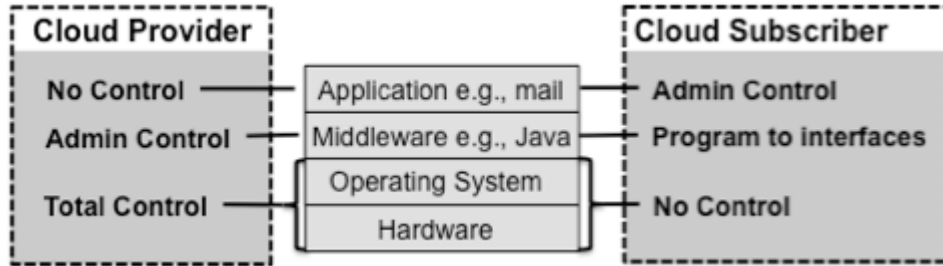 Cloud Provider
Cloud Subscriber
No Control
Application e.g., mail
Admin Control
Admin Control
Middleware e.g., Java
Program to interfaces
Operating System
Total Control
No Control
Hardware